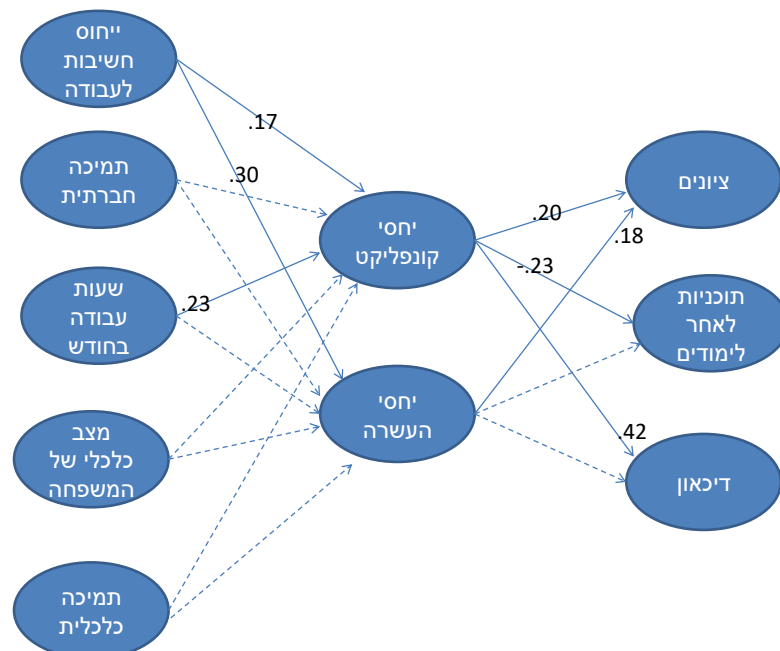 ייחוס
חשיבות
לעבודה
.17
.30
תמיכה
חברתית
ציונים
יחסי
קונפליקט
.20
.18
-.23
שעות
עבודה
בחודש
.23
תוכניות
לאחר
לימודים
יחסי
העשרה
.42
מצב
כלכלי של
המשפחה
דיכאון
תמיכה
כלכלית